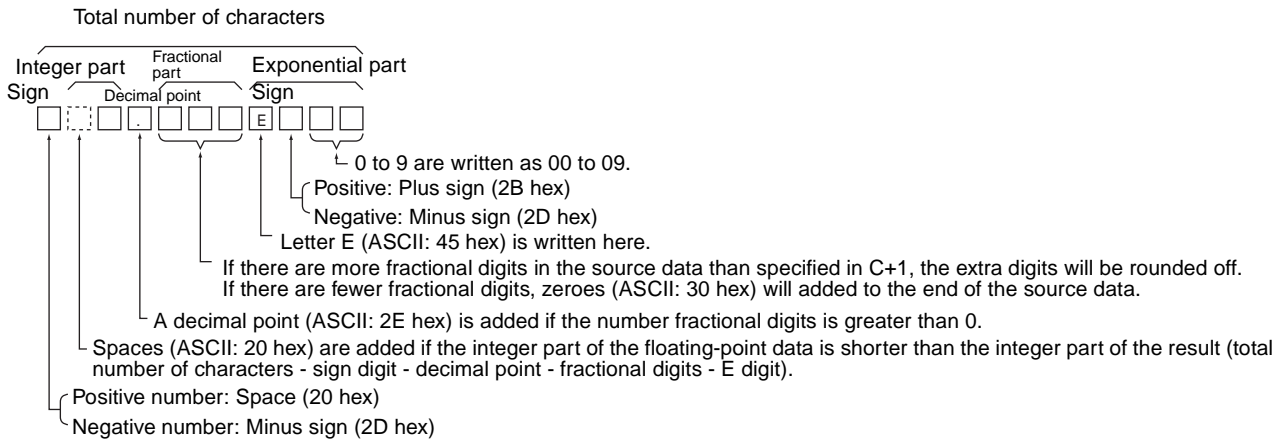 Total number of characters
Integer part
Fractional
part
Exponential part
Sign
Decimal point
Sign
.
E
0 to 9 are written as 00 to 09.
Positive: Plus sign (2B hex)
Negative: Minus sign (2D hex)
Letter E (ASCII: 45 hex) is written here.
If there are more fractional digits in the source data than specified in C+1, the extra digits will be rounded off.
If there are fewer fractional digits, zeroes (ASCII: 30 hex) will added to the end of the source data.
A decimal point (ASCII: 2E hex) is added if the number fractional digits is greater than 0.
Spaces (ASCII: 20 hex) are added if the integer part of the floating-point data is shorter than the integer part of the result (total
number of characters - sign digit - decimal point - fractional digits - E digit).
Positive number: Space (20 hex)
Negative number: Minus sign (2D hex)